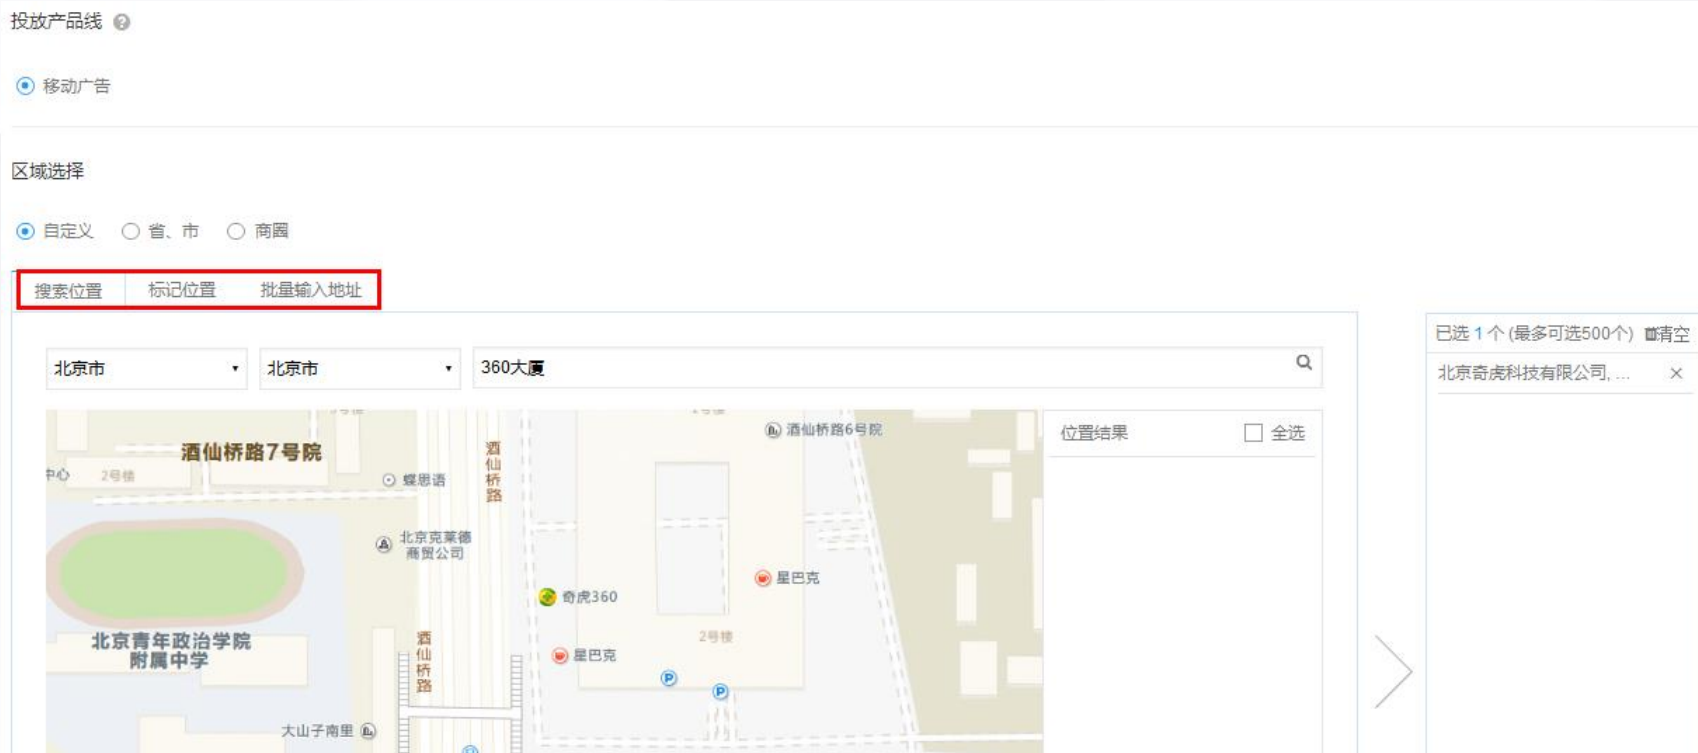 投放产品线
移动广告
区域选择
自定义 省、市 商圈
搜索位置 标记位置 批量输入地址
已选 1 个 (最多可选500个) 清空
北京市 北京市 360大厦
北京奇虎科技有限公司, ... ×
酒仙桥路6号院
位置结果 全选
酒仙桥路7号院
酒仙桥路
中心 2号楼
蝶思语
北京克莱德
商贸公司
星巴克
奇虎360
2号楼
北京青年政治学院
附属中学
酒仙桥路
星巴克
P
P
大山子南里